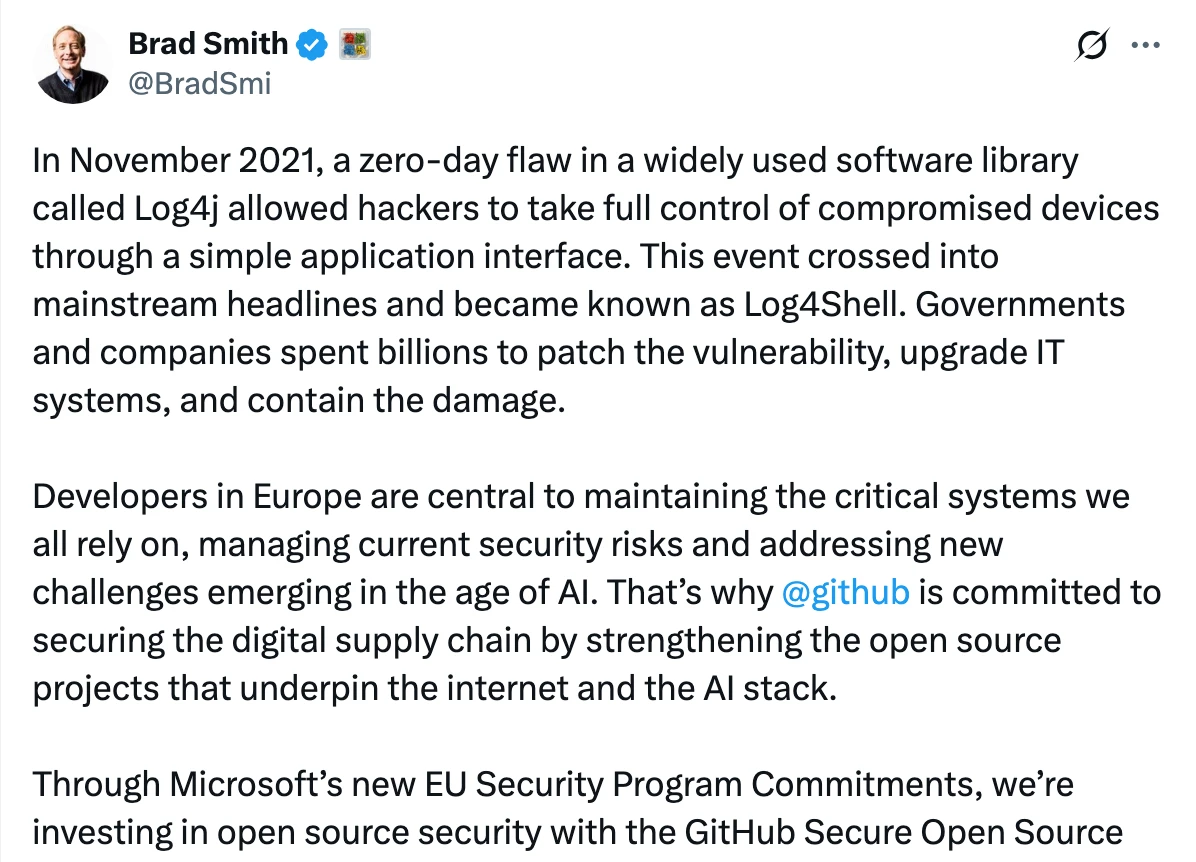 Brad Smith
@BradSmi
In November 2021, a zero-day flaw in a widely used software library
called Log4j allowed hackers to take full control of compromised devices
through a simple application interface. This event crossed into
mainstream headlines and became known as Log4Shell. Governments
and companies spent billions to patch the vulnerability, upgrade IT
systems, and contain the damage.
Developers in Europe are central to maintaining the critical systems we
all rely on, managing current security risks and addressing new
challenges emerging in the age of AI. That’s why @github is committed to
securing the digital supply chain by strengthening the open source
projects that underpin the internet and the AI stack.
Through Microsoft’s new EU Security Program Commitments, we’re
investing in open source security with the GitHub Secure Open Source